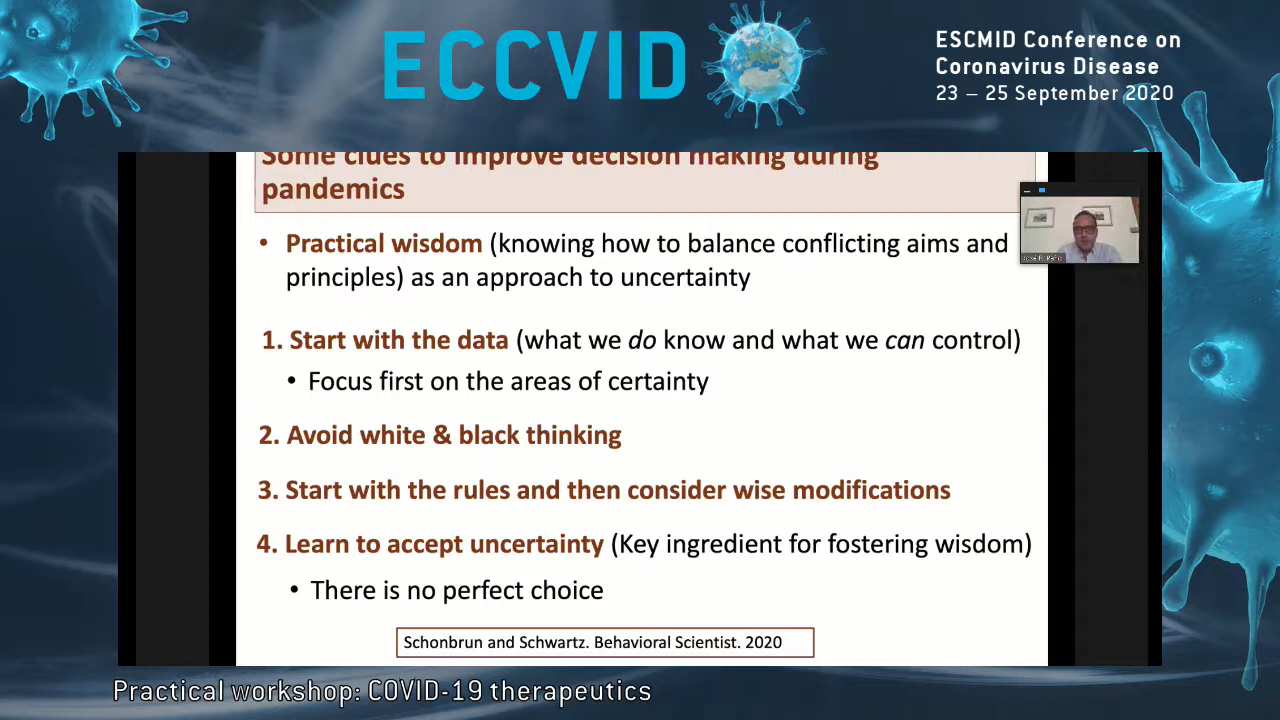 ECCVID
ESCMID Conference on
Coronavirus Disease
23 – 25 September 2020
Some clues to improve decision making during
pandemics
• Practical wisdom (knowing how to balance conflicting aims and
principles) as an approach to uncertainty
1. Start with the data (what we do know and what we can control)
• Focus first on the areas of certainty
2. Avoid white & black thinking
3. Start with the rules and then consider wise modifications
4. Learn to accept uncertainty (Key ingredient for fostering wisdom)
• There is no perfect choice
Schonbrun and Schwartz. Behavioral Scientist. 2020
Practical workshop: COVID-19 therapeutics